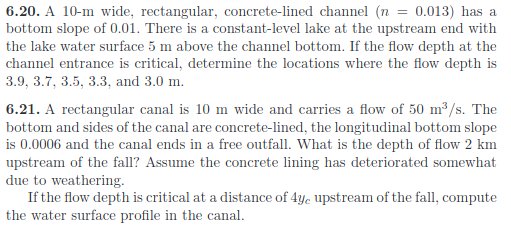 6.20. A 10-m wide, rectangular, concrete-lined channel (n = 0.013) has a
bottom slope of 0.01. There is a constant-level lake at the upstream end with
the lake water surface 5 m above the channel bottom. If the flow depth at the
channel entrance is critical, determine the locations where the flow depth is
3.9, 3.7, 3.5, 3.3, and 3.0 m.
6.21. A rectangular canal is 10 m wide and carries a flow of 50 m³/s. The
bottom and sides of the canal are concrete-lined, the longitudinal bottom slope
is 0.0006 and the canal ends in a free outfall. What is the depth of flow 2 km
upstream of the fall? Assume the concrete lining has deteriorated somewhat
due to weathering.
If the flow depth is critical at a distance of 4y_c upstream of the fall, compute
the water surface profile in the canal.